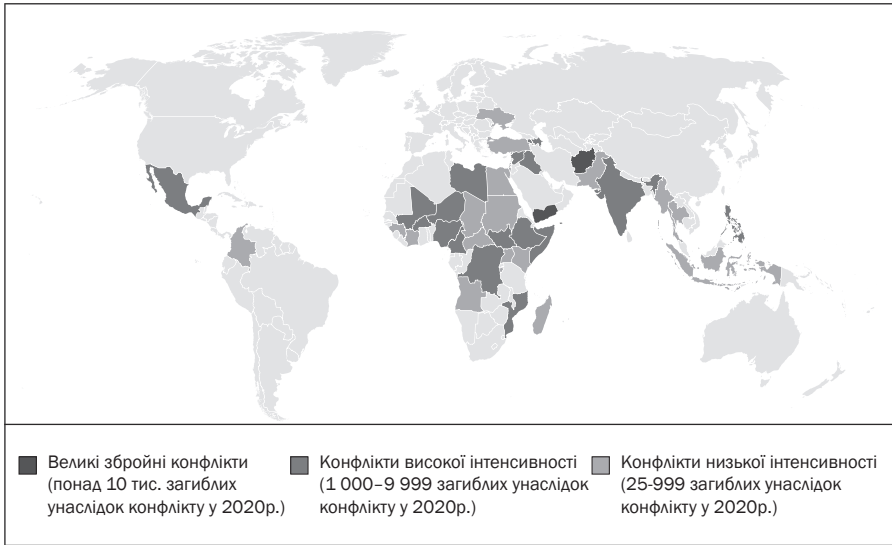 Великі збройні конфлікти
(понад 10 тис. загиблих
унаслідок конфлікту у 2020р.)
Конфлікти високої інтенсивності
(1 000–9 999 загиблих унаслідок
конфлікту у 2020р.)
Конфлікти низької інтенсивності
(25-999 загиблих унаслідок
конфлікту у 2020р.)